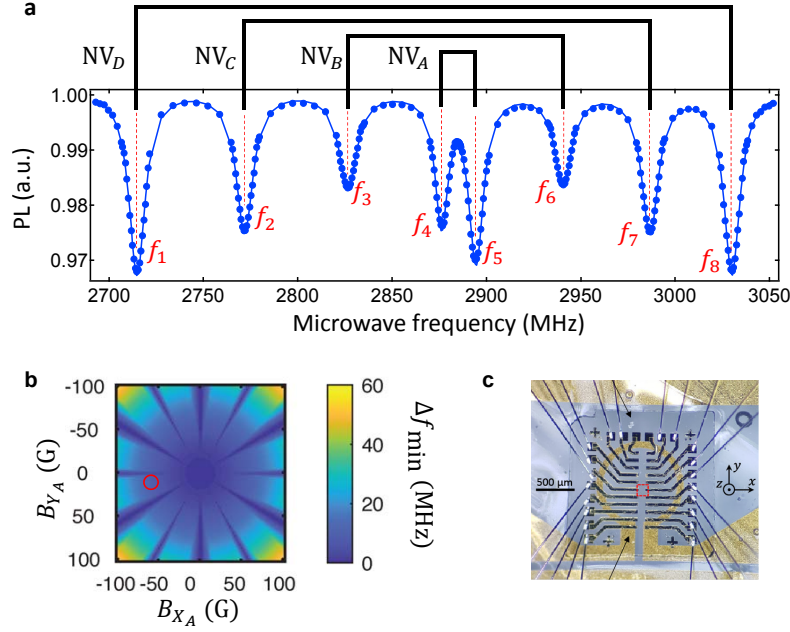 a
NV_D NV_C NV_B NV_A
1.00
0.99
0.98
0.97
PL (a.u.)
f_1 f_2 f_3 f_4 f_5 f_6 f_7 f_8
2700 2750 2800 2850 2900 2950 3000 3050
Microwave frequency (MHz)
b
-100
-50
0
50
100
B_{Y_A} (G)
-100 -50 0 50 100
B_{X_A} (G)
60
40
20
0
Δf_min (MHz)
c
500 µm
y
z x